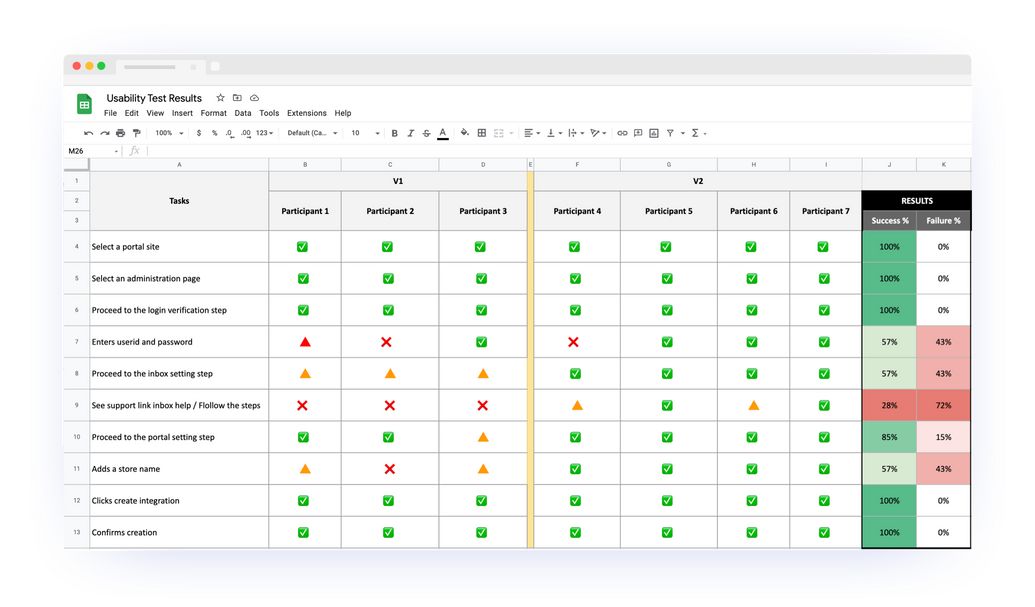 Usability Test Results
File Edit View Insert Format Data Tools Extensions Help
100% $ % .0 .00 123 Default (Ca... 10 B I S A
M26 fx
A B C D E F G H I J K
1 V1 V2
2 Tasks Participant 1 Participant 2 Participant 3 Participant 4 Participant 5 Participant 6 Participant 7 RESULTS
3 Success % Failure %
4 Select a portal site 100% 0%
5 Select an administration page 100% 0%
6 Proceed to the login verification step 100% 0%
7 Enters userid and password 57% 43%
8 Proceed to the inbox setting step 57% 43%
9 See support link inbox help / Flollow the steps 28% 72%
10 Proceed to the portal setting step 85% 15%
11 Adds a store name 57% 43%
12 Clicks create integration 100% 0%
13 Confirms creation 100% 0%